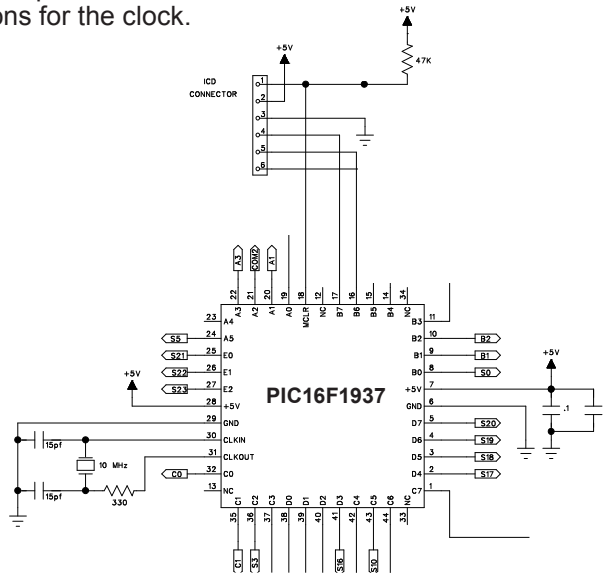 ons for the clock.
+5V
+5V
47K
ICD
CONNECTOR
1
2
3
4
5
6
A3
COM2
A1
22
21
20
19
18
12
17
16
15
14
34
A3
A2
A1
A0
MCLR
NC
B7
B6
B5
B4
NC
23
A4
B3
11
S5
24
A5
B2
10
B2
S21
25
E0
B1
9
B1
S22
26
E1
B0
8
S0
S23
27
E2
+5V
7
+5V
+5V
28
+5V
PIC16F1937
GND
6
.1
29
GND
D7
5
S20
15pf
30
CLKIN
D6
4
S19
10 MHz
31
CLKOUT
D5
3
S18
C0
32
C0
D4
2
S17
15pf
330
13
NC
C7
1
C1
C2
C3
D0
D1
D2
D3
C4
C5
C6
NC
35
36
37
38
39
40
41
42
43
44
33
C1
S3
S16
S10